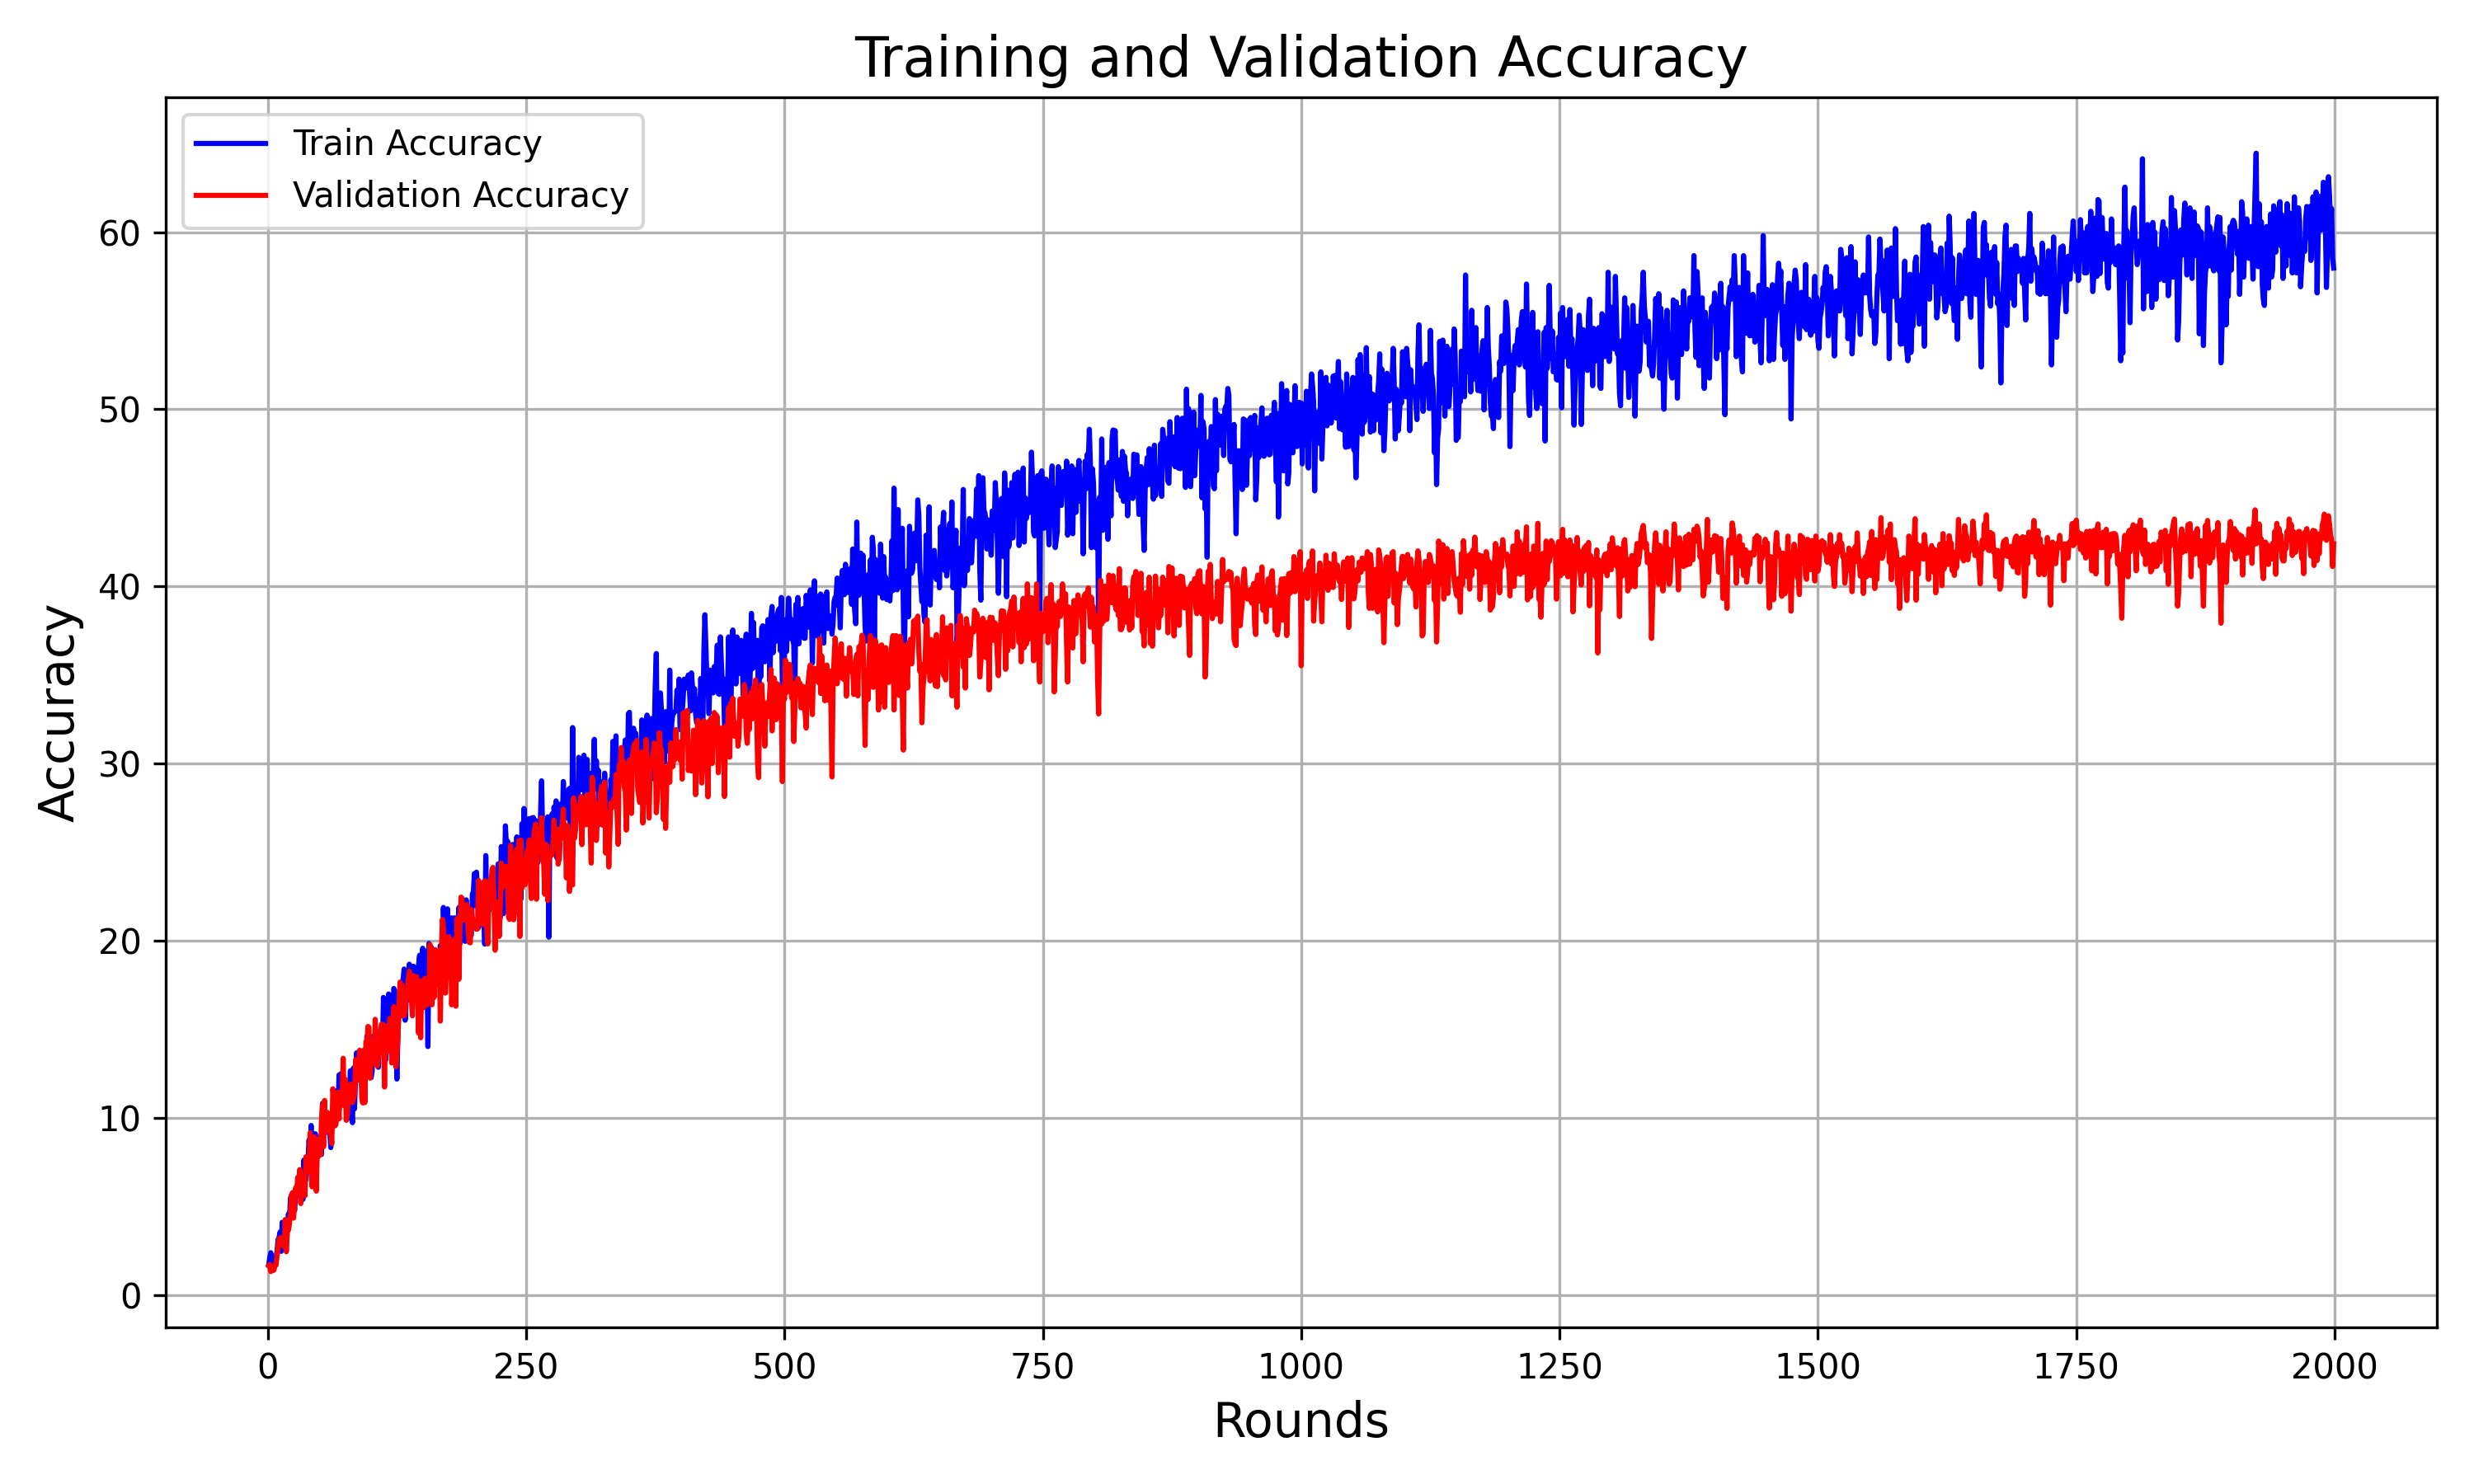 Training and Validation Accuracy
Train Accuracy
Validation Accuracy
Accuracy
60
50
40
30
20
10
0
0 250 500 750 1000 1250 1500 1750 2000
Rounds